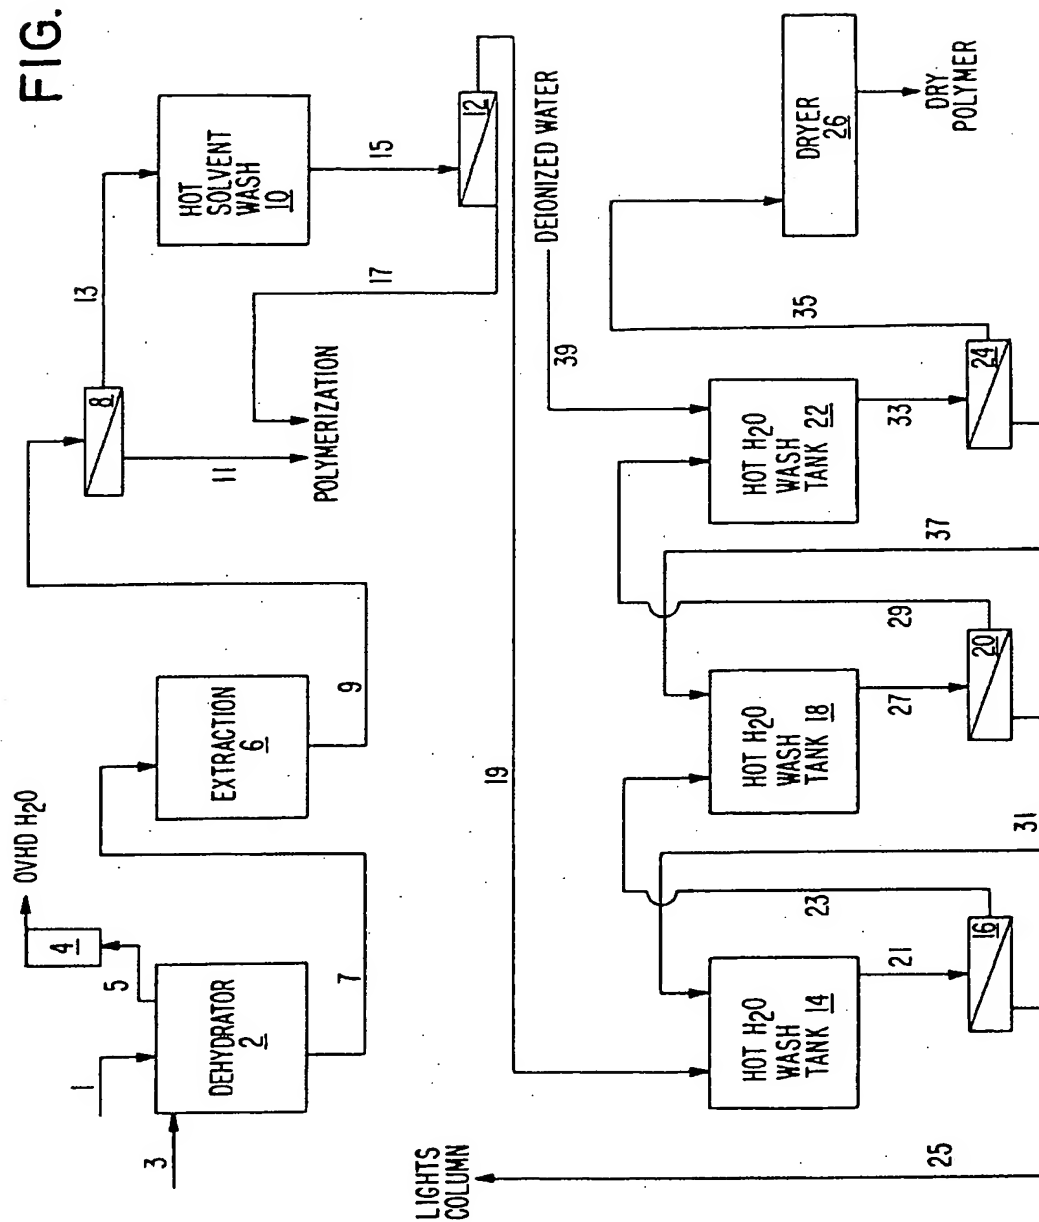 FIG.
OVHD H2O
4
5
1
3
DEHYDRATOR
2
7
EXTRACTION
6
9
8
11
13
POLYMERIZATION
HOT
SOLVENT
WASH
10
15
12
17
19
DEIONIZED WATER
39
LIGHTS
COLUMN
25
HOT H2O
WASH
TANK 14
21
16
23
31
HOT H2O
WASH
TANK 18
27
20
29
37
HOT H2O
WASH
TANK 22
33
24
35
DRYER
26
DRY
POLYMER